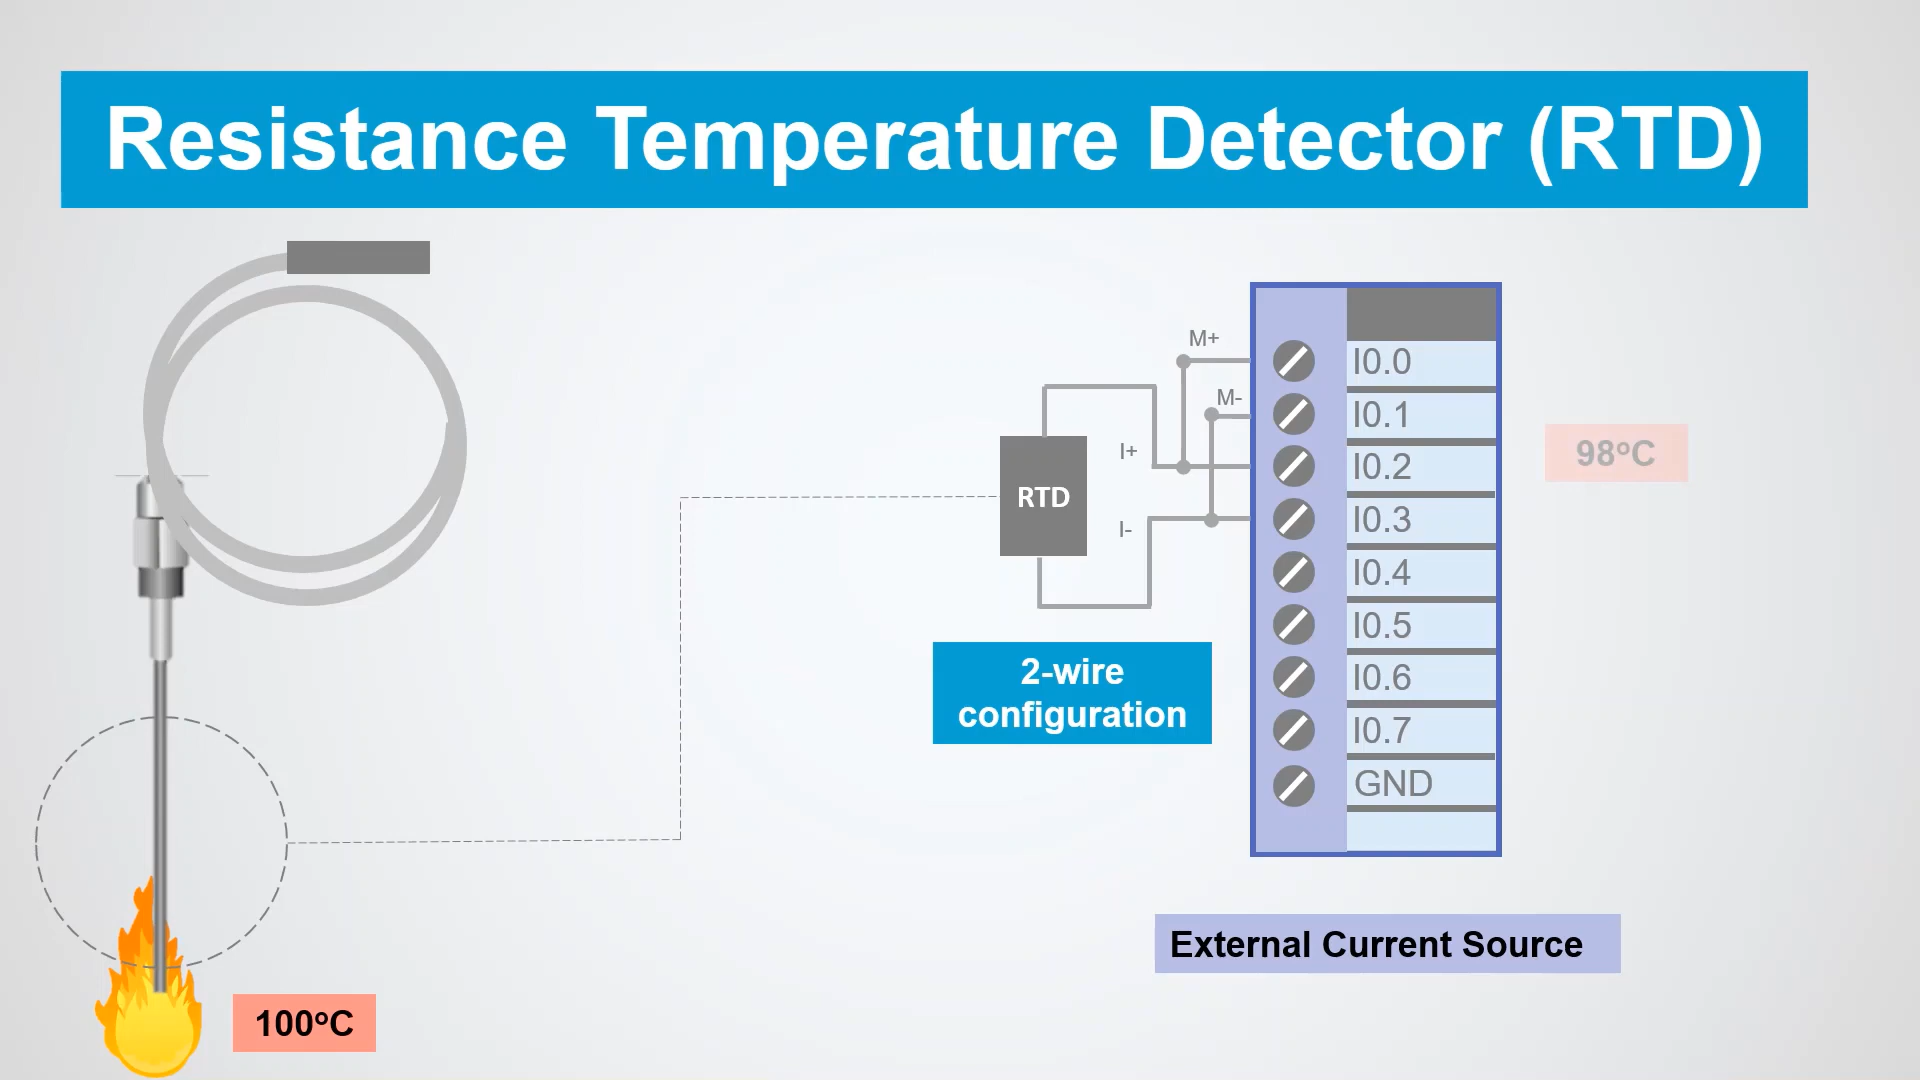 Resistance Temperature Detector (RTD)
M+
I0.0
M-
I0.1
I+
98°C
I0.2
RTD
I0.3
I-
I0.4
I0.5
2-wire
configuration
I0.6
I0.7
GND
External Current Source
100°C